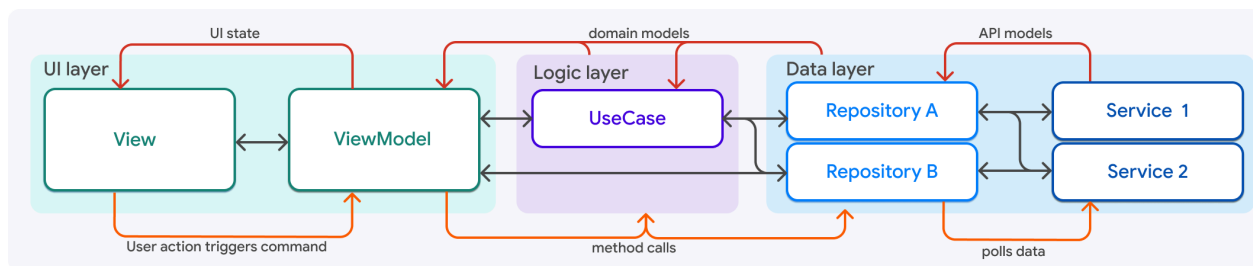 UI state
domain models
API models
UI layer
Logic layer
Data layer
View
ViewModel
UseCase
Repository A
Service 1
Repository B
Service 2
User action triggers command
method calls
polls data